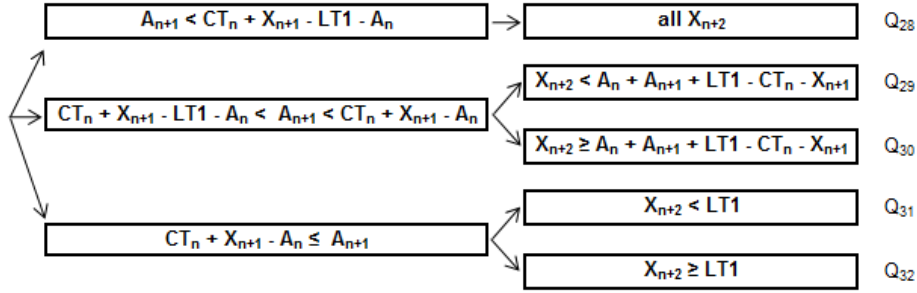 Aₙ₊₁ < CTₙ + Xₙ₊₁ - LT1 - Aₙ
all Xₙ₊₂
Q₂₈
Xₙ₊₂ < Aₙ + Aₙ₊₁ + LT1 - CTₙ - Xₙ₊₁
Q₂₉
CTₙ + Xₙ₊₁ - LT1 - Aₙ < Aₙ₊₁ < CTₙ + Xₙ₊₁ - Aₙ
Xₙ₊₂ ≥ Aₙ + Aₙ₊₁ + LT1 - CTₙ - Xₙ₊₁
Q₃₀
Xₙ₊₂ < LT1
Q₃₁
CTₙ + Xₙ₊₁ - Aₙ ≤ Aₙ₊₁
Xₙ₊₂ ≥ LT1
Q₃₂